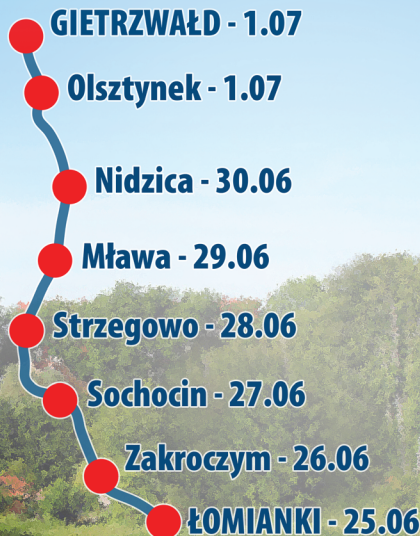 GIETRZWAŁD - 1.07
Olsztynek - 1.07
Nidzica - 30.06
Mława - 29.06
Strzegowo - 28.06
Sochocin - 27.06
Zakroczym - 26.06
ŁOMIANKI - 25.06